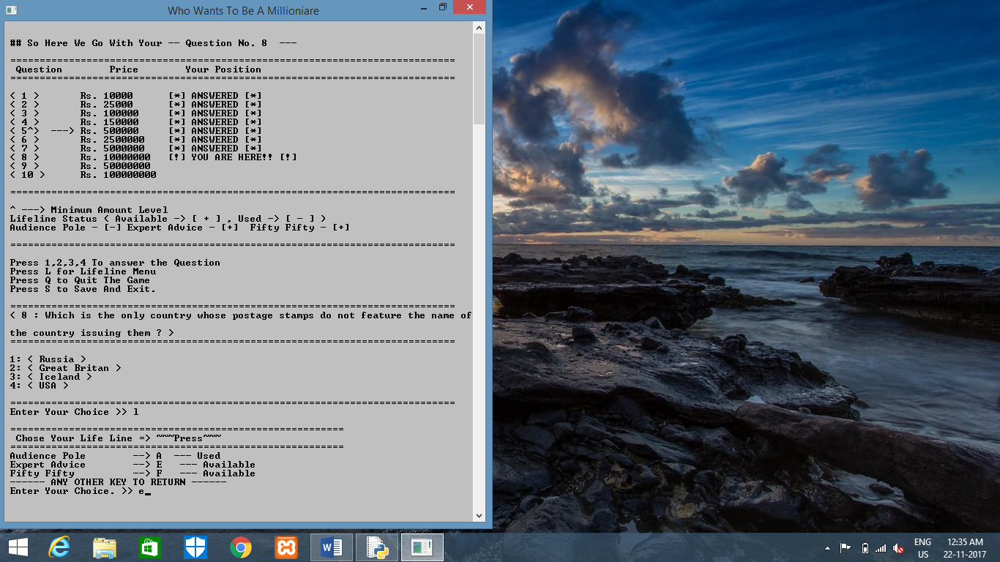 Who Wants To Be A Millioniare
## So Here We Go With Your -- Question No. 8 ---
============================================================================
Question Price Your Position
============================================================================
< 1 > Rs. 10000 [*] ANSWERED [*]
< 2 > Rs. 25000 [*] ANSWERED [*]
< 3 > Rs. 100000 [*] ANSWERED [*]
< 4 > Rs. 150000 [*] ANSWERED [*]
< 5^> ---> Rs. 500000 [*] ANSWERED [*]
< 6 > Rs. 2500000 [*] ANSWERED [*]
< 7 > Rs. 5000000 [*] ANSWERED [*]
< 8 > Rs. 10000000 [!] YOU ARE HERE!! [!]
< 9 > Rs. 50000000
< 10 > Rs. 100000000
============================================================================
^ ---> Minimum Amount Level
Lifeline Status ( Available -> [ + ] , Used -> [ - ] )
Audience Pole - [-] Expert Advice - [+] Fifty Fifty - [+]
============================================================================
Press 1,2,3,4 To answer the Question
Press L for Lifeline Menu
Press Q to Quit The Game
Press S to Save And Exit.
============================================================================
< 8 : Which is the only country whose postage stamps do not feature the name of
the country issuing them ? >
============================================================================
1: < Russia >
2: < Great Britan >
3: < Iceland >
4: < USA >
============================================================================
Enter Your Choice >> l
=========================================================
Chose Your Life Line => ~~~Press~~~
=========================================================
Audience Pole --> A --- Used
Expert Advice --> E --- Available
Fifty Fifty --> F --- Available
------ ANY OTHER KEY TO RETURN ------
Enter Your Choice. >> e_
ENG 12:35 AM
US 22-11-2017